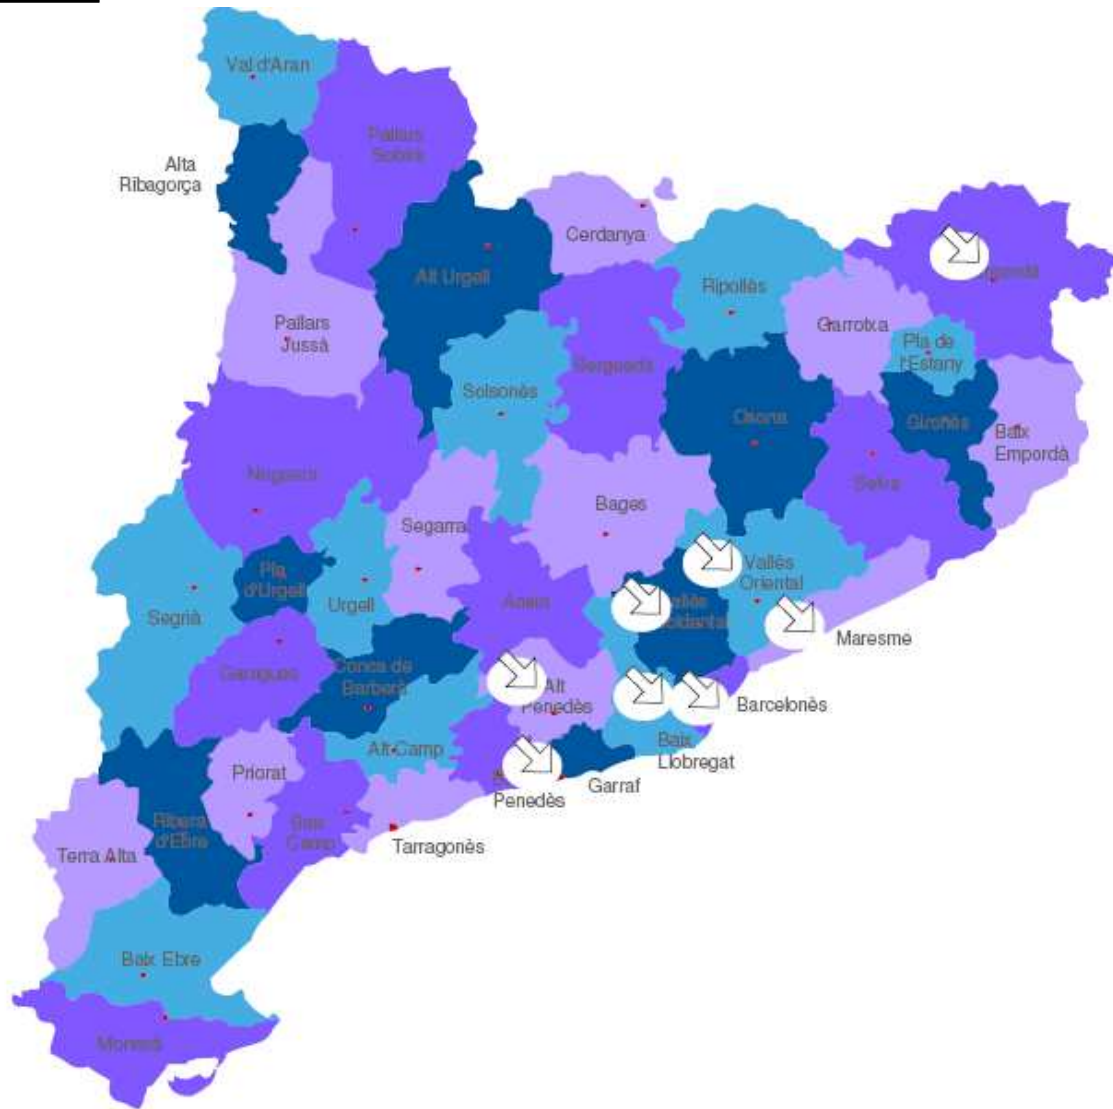 Val d'Aran
Pallars
Sobirà
Alta
Ribagorça
Cerdanya
Alt Urgell
Ripollès
Pallars
Jussà
Garrotxa
Pla de
l'Estany
Berguedà
Solsonès
Osona
Gironès
Baix
Empordà
Noguera
Selva
Segarra
Bages
Pla
d'Urgell
Urgell
Vallès
Oriental
Segrià
Anoia
Vallès
Maresme
Garrigues
Conca de
Barberà
Alt
Penedès
Barcelonès
Alt Camp
Baix
Llobregat
Priorat
Garraf
Penedès
Ribera
d'Ebre
Baix
Camp
Tarragonès
Terra Alta
Baix Ebre
Montsià